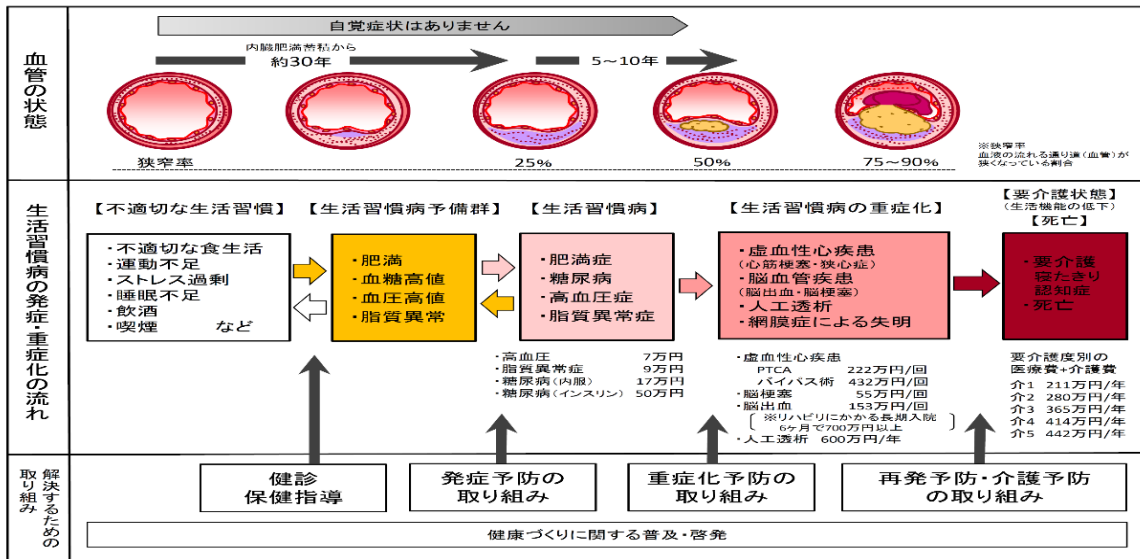 血管の状態
自覚症状はありません
内臓肥満蓄積から
約30年
5～10年
狭窄率
25%
50%
75～90%
※狭窄率
血液の流れる通り道(血管)が
狭くなっている割合
生活習慣病の発症・重症化の流れ
【不適切な生活習慣】
・不適切な食生活
・運動不足
・ストレス過剰
・睡眠不足
・飲酒
・喫煙 など
【生活習慣病予備群】
・肥満
・血糖高値
・血圧高値
・脂質異常
【生活習慣病】
・肥満症
・糖尿病
・高血圧症
・脂質異常症
・高血圧 7万円
・脂質異常症 9万円
・糖尿病(内服) 17万円
・糖尿病(インスリン) 50万円
【生活習慣病の重症化】
・虚血性心疾患
(心筋梗塞・狭心症)
・脳血管疾患
(脳出血・脳梗塞)
・人工透析
・網膜症による失明
・虚血性心疾患
PTCA 222万円/回
バイパス術 432万円/回
・脳梗塞 55万円/回
・脳出血 153万円/回
※リハビリにかかる長期入院
6ヶ月で700万円以上
・人工透析 600万円/年
【要介護状態】
(生活機能の低下)
【死亡】
・要介護
寝たきり
認知症
・死亡
要介護度別の
医療費+介護費
介1 211万円/年
介2 280万円/年
介3 365万円/年
介4 414万円/年
介5 442万円/年
解決するための
取り組み
健診
保健指導
発症予防の
取り組み
重症化予防の
取り組み
再発予防・介護予防
の取り組み
健康づくりに関する普及・啓発